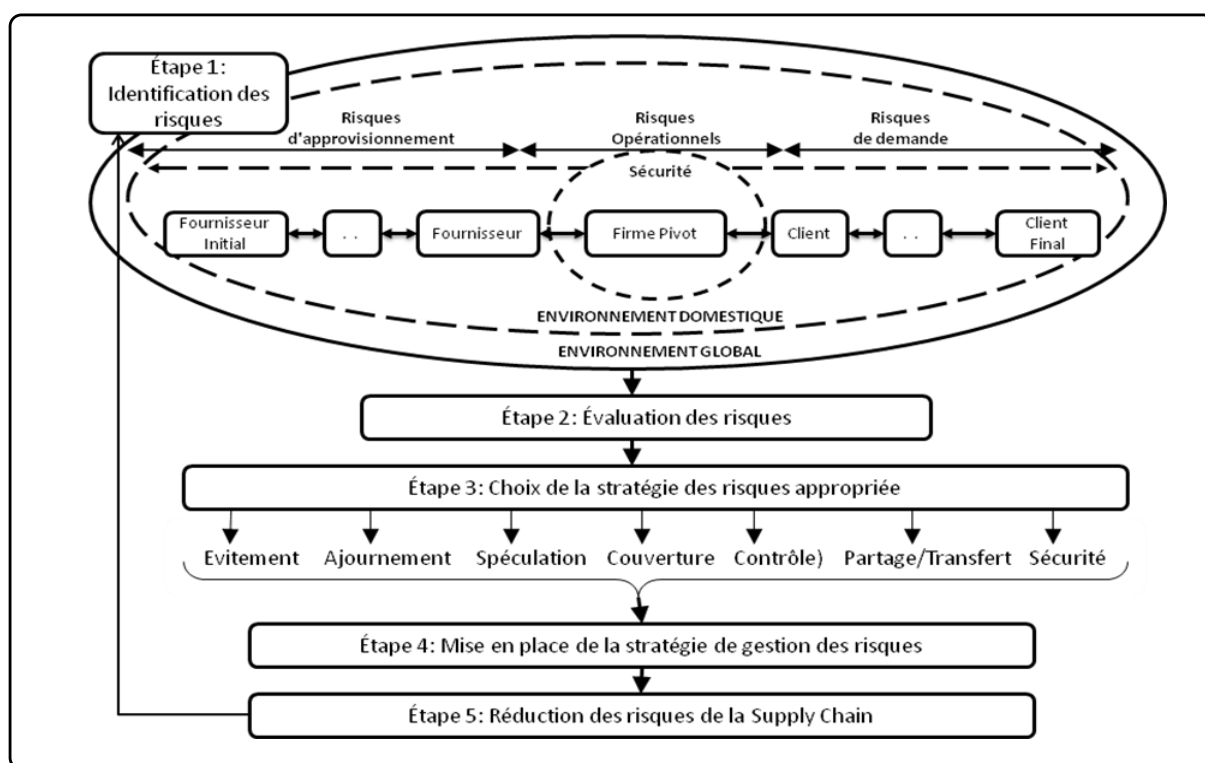 Étape 1:
Identification des
risques
Risques
d'approvisionnement
Risques
Opérationnels
Risques
de demande
Sécurité
Fournisseur
Initial
. .
Fournisseur
Firme Pivot
Client
. .
Client
Final
ENVIRONNEMENT DOMESTIQUE
ENVIRONNEMENT GLOBAL
Étape 2: Évaluation des risques
Étape 3: Choix de la stratégie des risques appropriée
Evitement Ajournement Spéculation Couverture Contrôle) Partage/Transfert Sécurité
Étape 4: Mise en place de la stratégie de gestion des risques
Étape 5: Réduction des risques de la Supply Chain